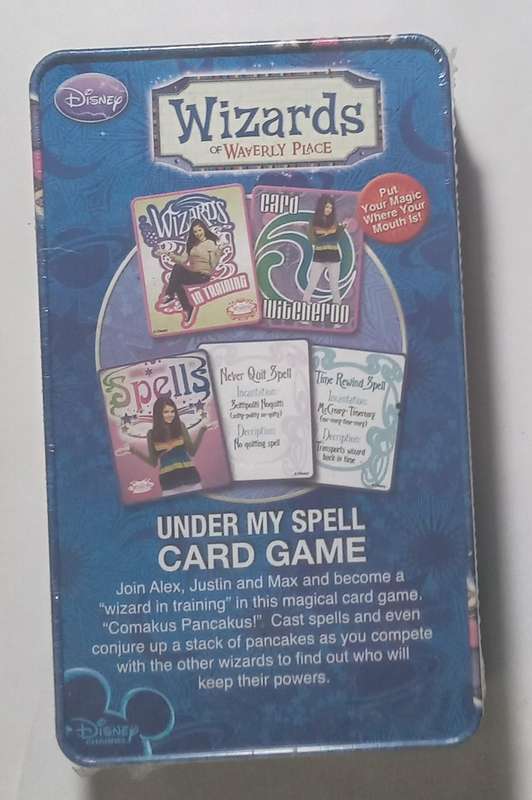 Disney
Wizards
OF WAVERLY PLACE
Put
Your Magic
Where Your
Mouth Is!
WIZARDS
IN TRAINING
CARD
Switcheroo
Spells
Never Quit Spell
Incantation:
Decription:
No quitting spell
Time Rewind Spell
Incantation:
McCreary Timereary
Decription:
Transports wizard
back in time
UNDER MY SPELL
CARD GAME
Join Alex, Justin and Max and become a
“wizard in training” in this magical card game.
“Comakus Pancakus!” Cast spells and even
conjure up a stack of pancakes as you compete
with the other wizards to find out who will
keep their powers.
Disney
CHANNEL